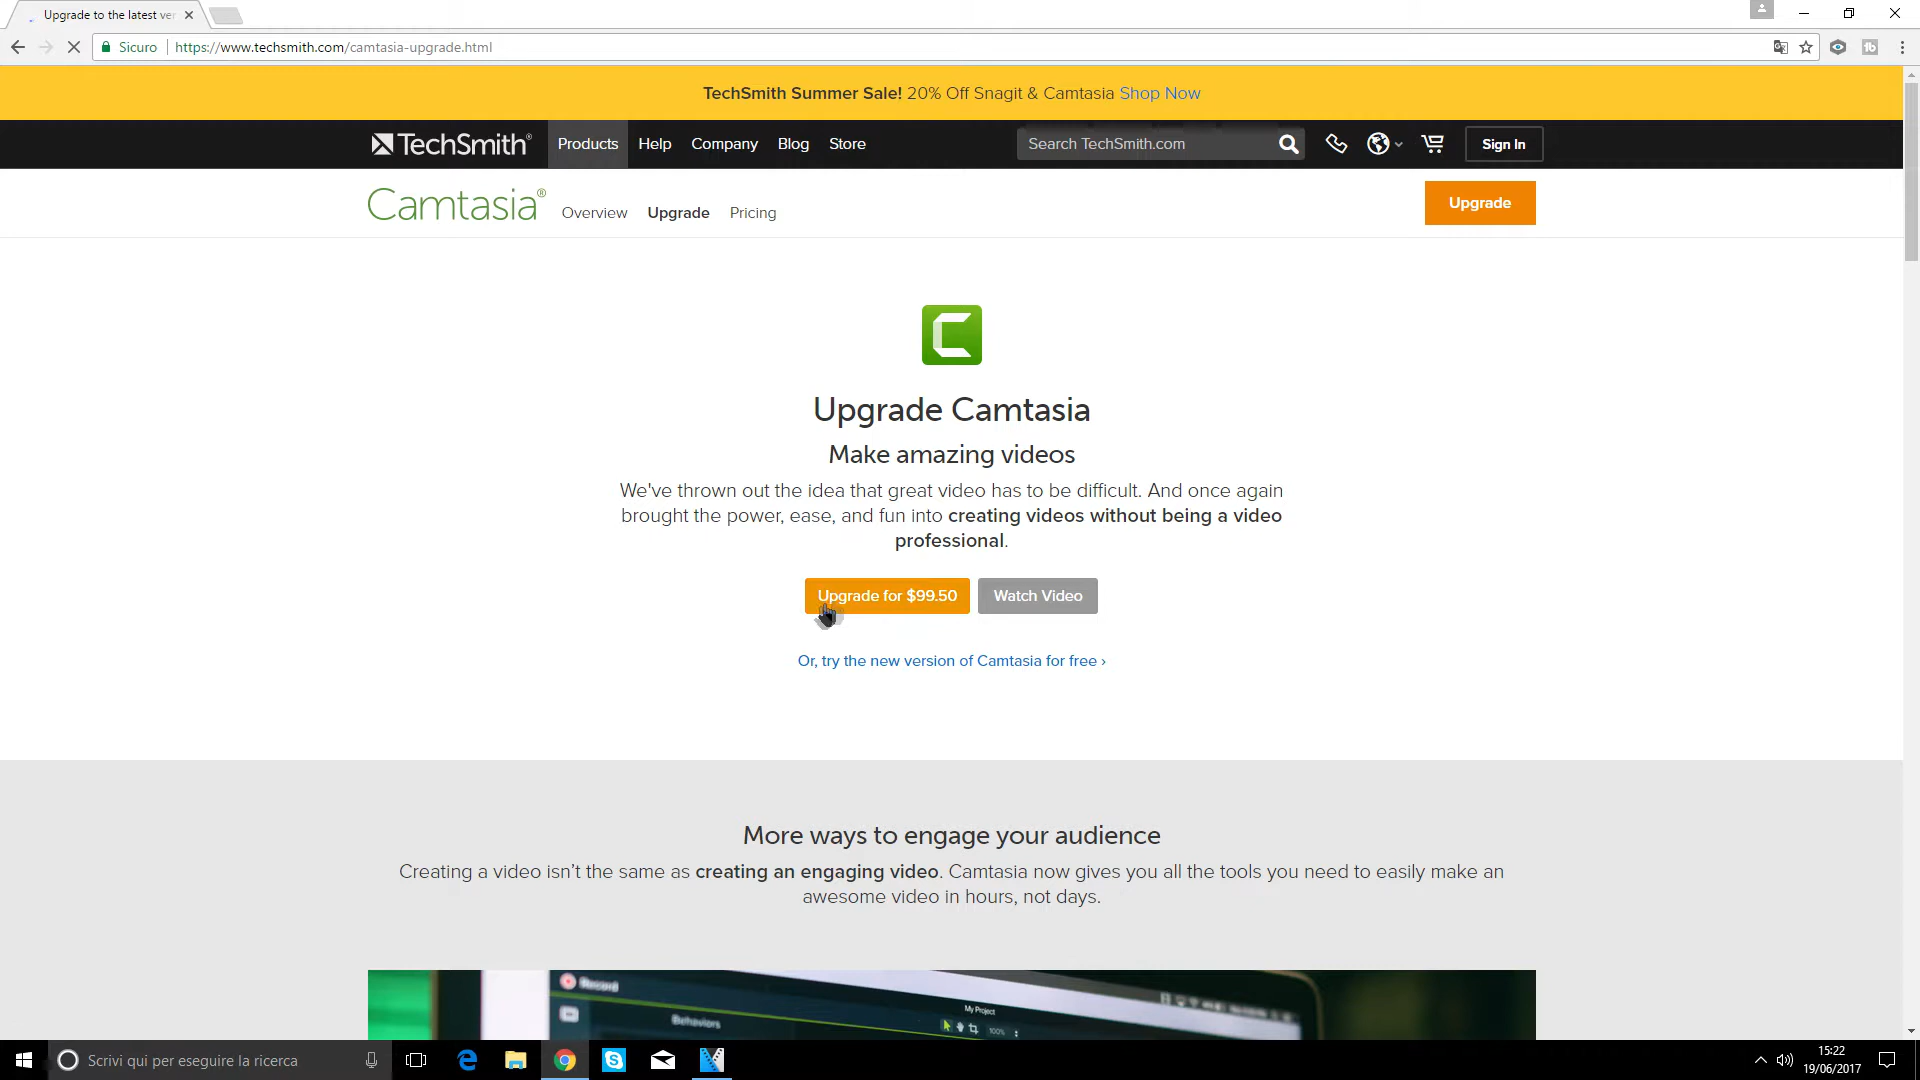 Upgrade to the latest ver
Sicuro
https://www.techsmith.com/camtasia-upgrade.html
TechSmith Summer Sale! 20% Off Snagit & Camtasia Shop Now
TechSmith®
Products
Help
Company
Blog
Store
Search TechSmith.com
Sign In
Camtasia®
Overview
Upgrade
Pricing
Upgrade
Upgrade Camtasia
Make amazing videos
We've thrown out the idea that great video has to be difficult. And once again
brought the power, ease, and fun into creating videos without being a video
professional.
Upgrade for $99.50
Watch Video
Or, try the new version of Camtasia for free ›
More ways to engage your audience
Creating a video isn't the same as creating an engaging video. Camtasia now gives you all the tools you need to easily make an
awesome video in hours, not days.
Record
My Project
Behaviors
100%
Scrivi qui per eseguire la ricerca
15:22
19/06/2017